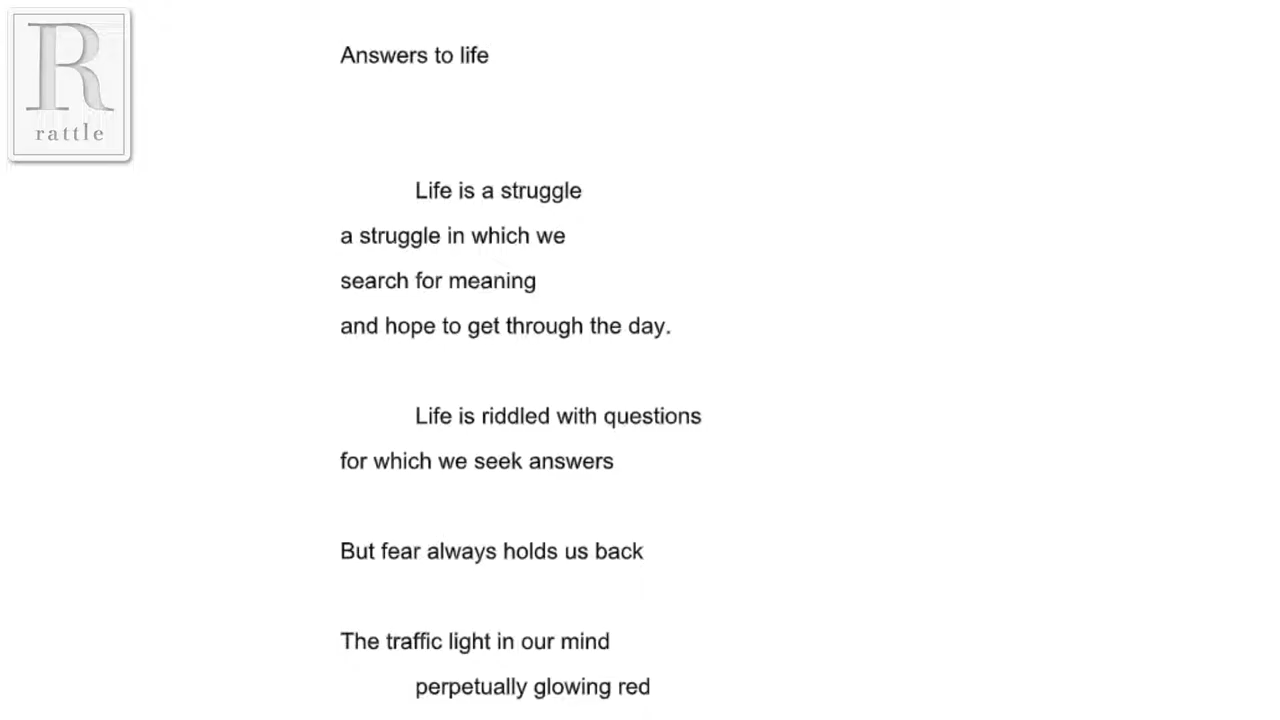 R
rattle
Answers to life
Life is a struggle
a struggle in which we
search for meaning
and hope to get through the day.
Life is riddled with questions
for which we seek answers
But fear always holds us back
The traffic light in our mind
perpetually glowing red